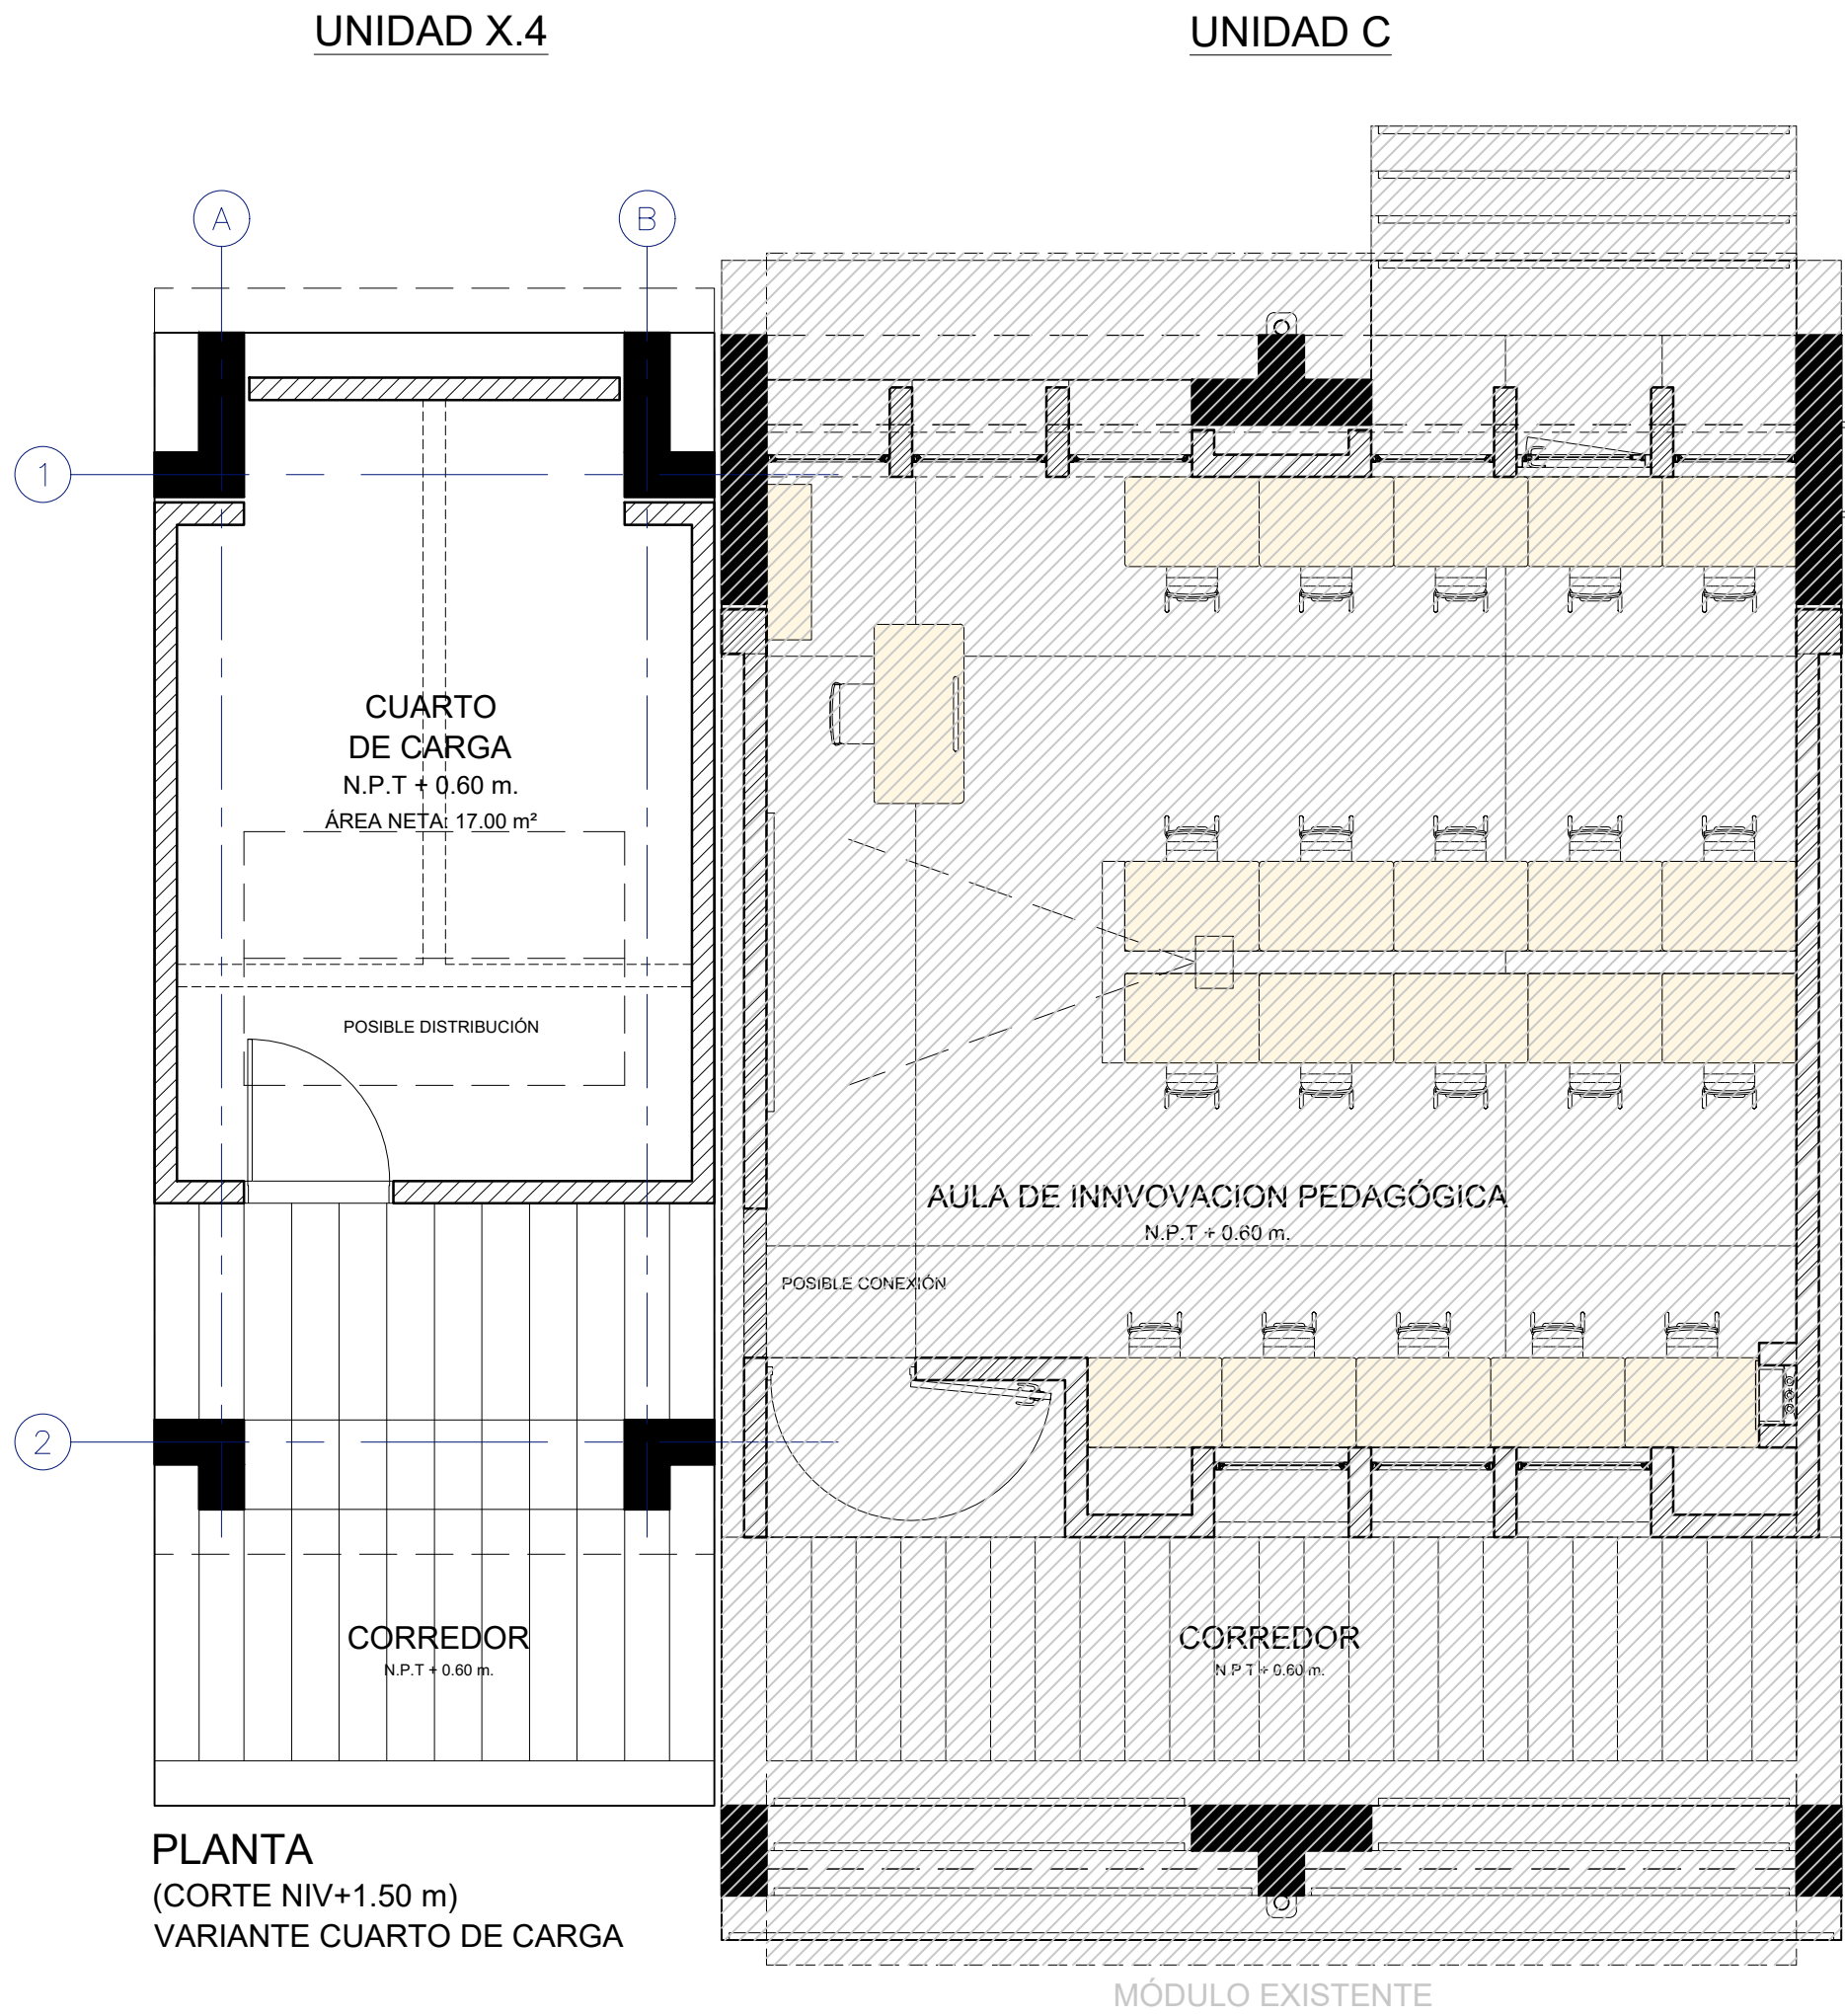 UNIDAD X.4
UNIDAD C
A
B
1
CUARTO
DE CARGA
N.P.T + 0.60 m.
ÁREA NETA: 17.00 m²
POSIBLE DISTRIBUCIÓN
AULA DE INNVOVACION PEDAGÓGICA
N.P.T + 0.60 m.
POSIBLE CONEXIÓN
2
CORREDOR
N.P.T + 0.60 m.
CORREDOR
N.P.T + 0.60 m.
PLANTA
(CORTE NIV+1.50 m)
VARIANTE CUARTO DE CARGA
MÓDULO EXISTENTE